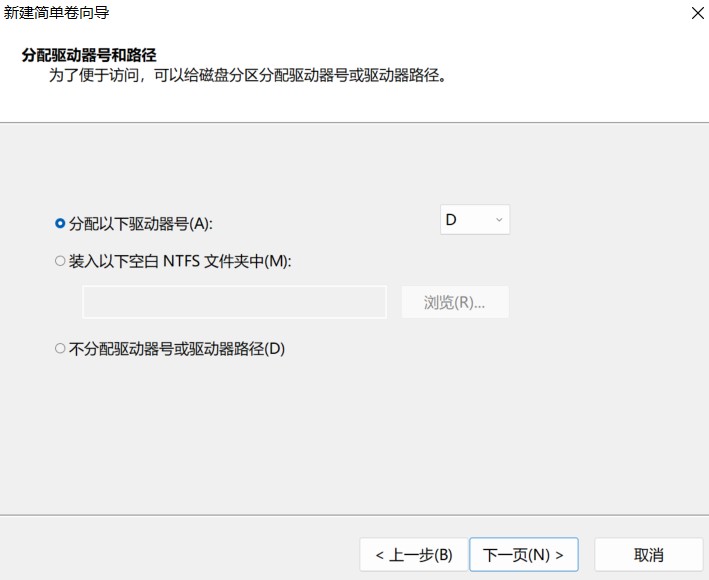 新建简单卷向导
分配驱动器号和路径
为了便于访问，可以给磁盘分区分配驱动器号或驱动器路径。
分配以下驱动器号(A): D
装入以下空白 NTFS 文件夹中(M):
浏览(R)...
不分配驱动器号或驱动器路径(D)
< 上一步(B) 下一页(N) > 取消